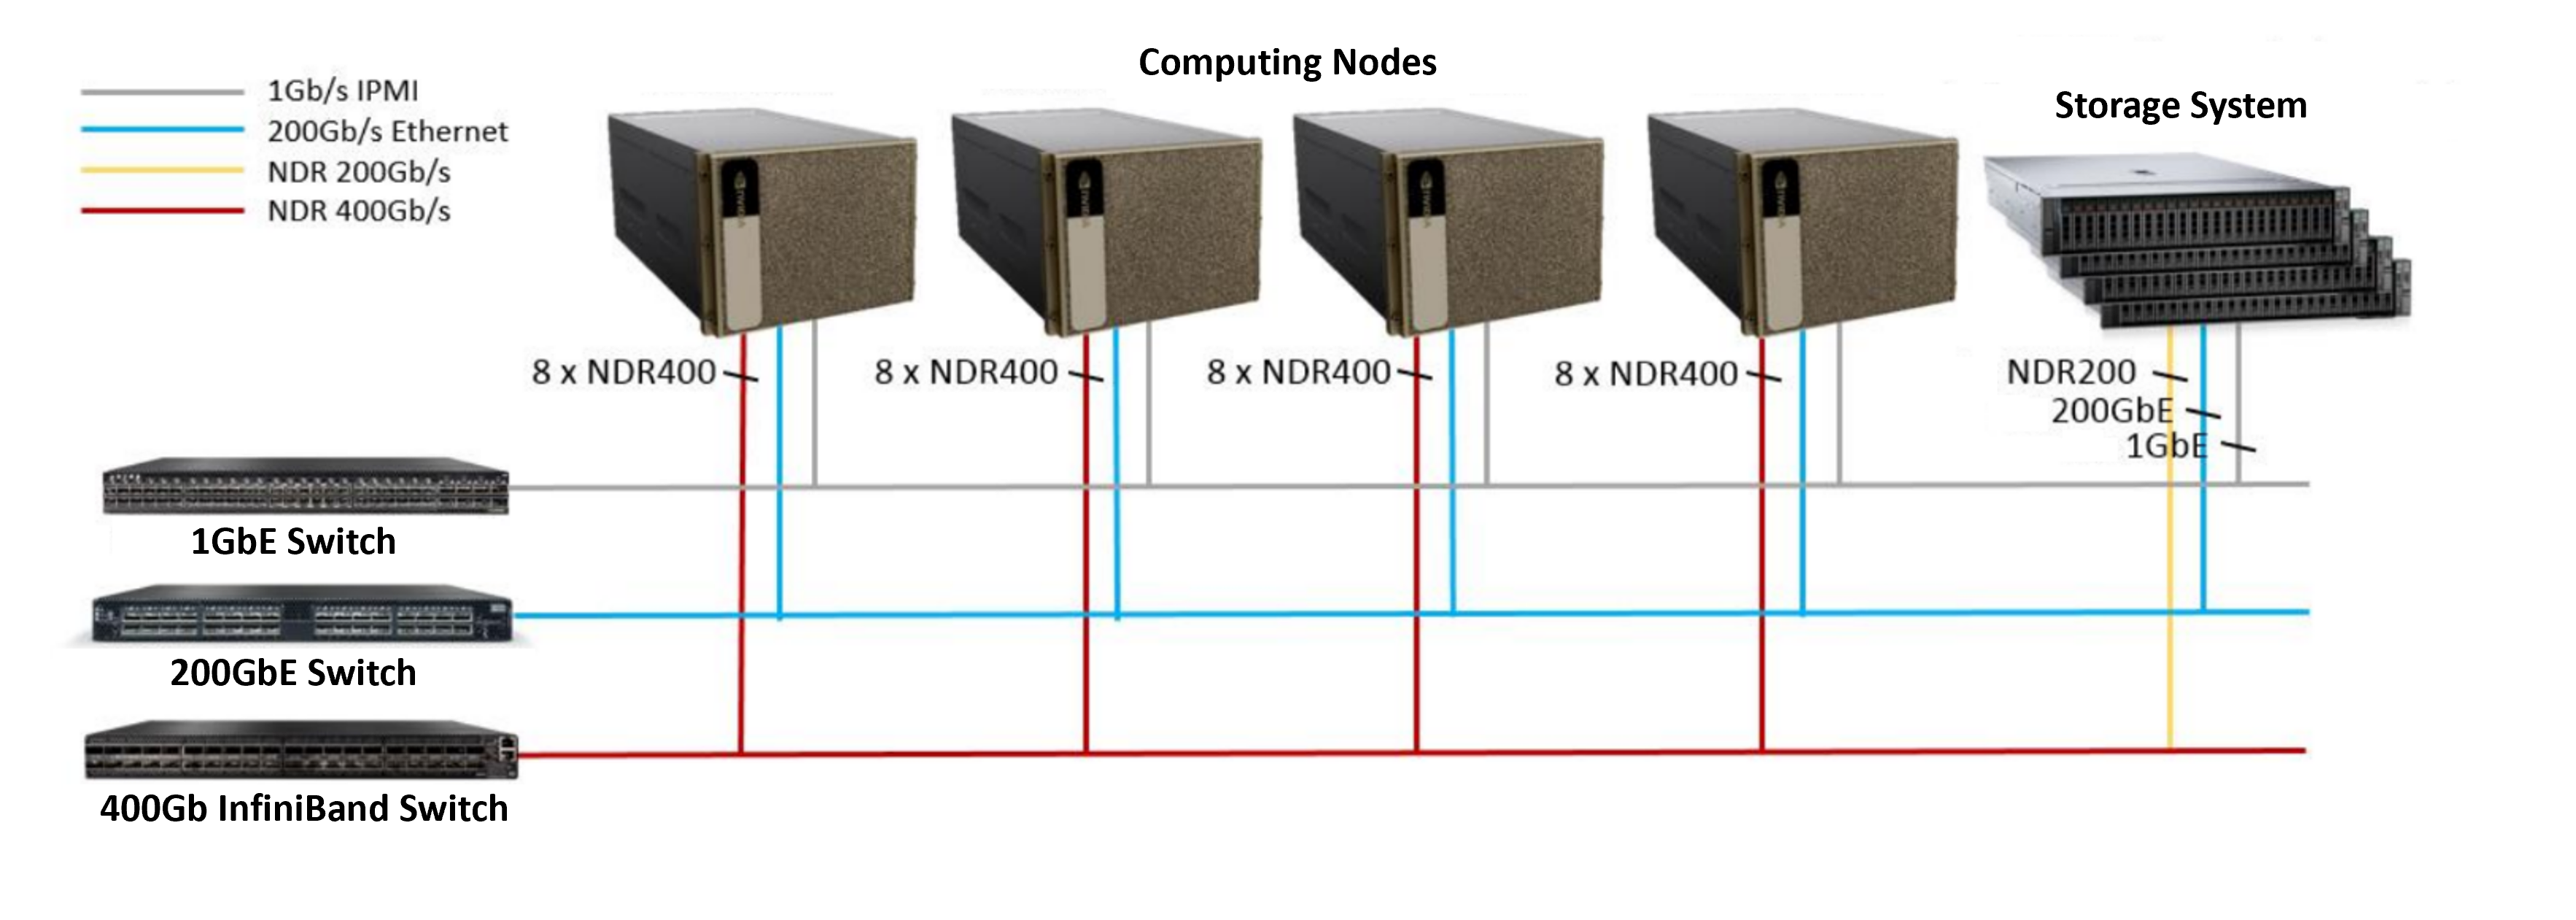 Computing Nodes
Storage System
1Gb/s IPMI
200Gb/s Ethernet
NDR 200Gb/s
NDR 400Gb/s
8 x NDR400
8 x NDR400
8 x NDR400
8 x NDR400
NDR200
200GbE
1GbE
1GbE Switch
200GbE Switch
400Gb InfiniBand Switch